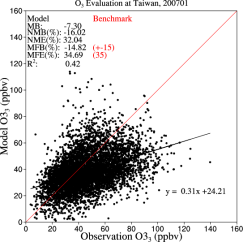 O₃ Evaluation at Taiwan, 200701
Model Benchmark
MB: -7.30
NMB(%): -16.02
NME(%): 32.04
MFB(%): -14.82 (+-15)
MFE(%): 34.69 (35)
R²: 0.42
160
140
120
100
80
60
40
20
0
Model O3₃ (ppbv)
y = 0.31x +24.21
0 20 40 60 80 100 120 140 160
Observation O3₃ (ppbv)